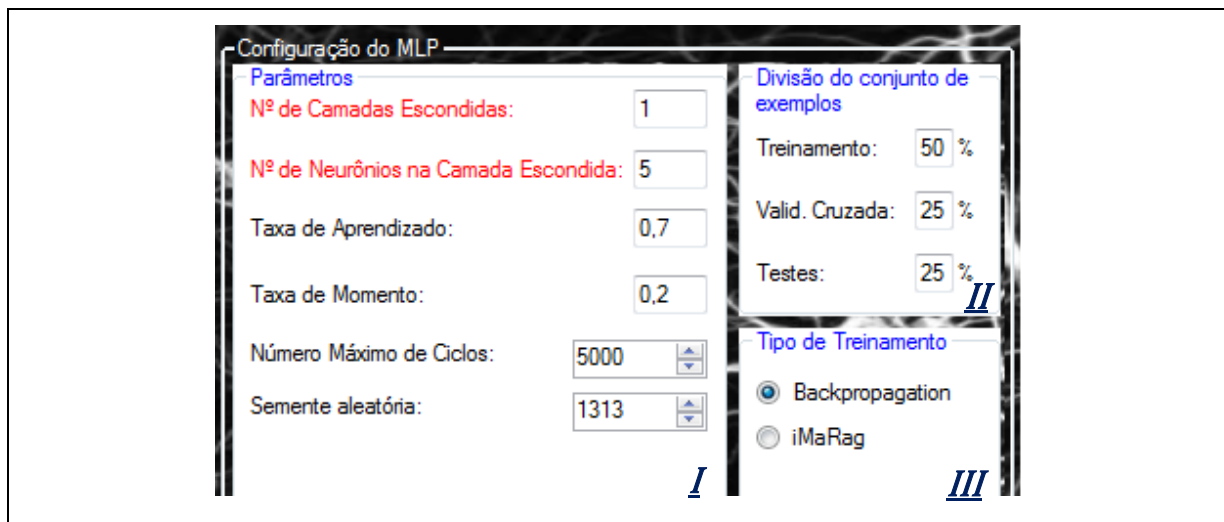 Configuração do MLP
Parâmetros
Nº de Camadas Escondidas: 1
Nº de Neurônios na Camada Escondida: 5
Taxa de Aprendizado: 0,7
Taxa de Momento: 0,2
Número Máximo de Ciclos: 5000
Semente aleatória: 1313
I
Divisão do conjunto de
exemplos
Treinamento: 50 %
Valid. Cruzada: 25 %
Testes: 25 %
II
Tipo de Treinamento
Backpropagation
iMaRag
III